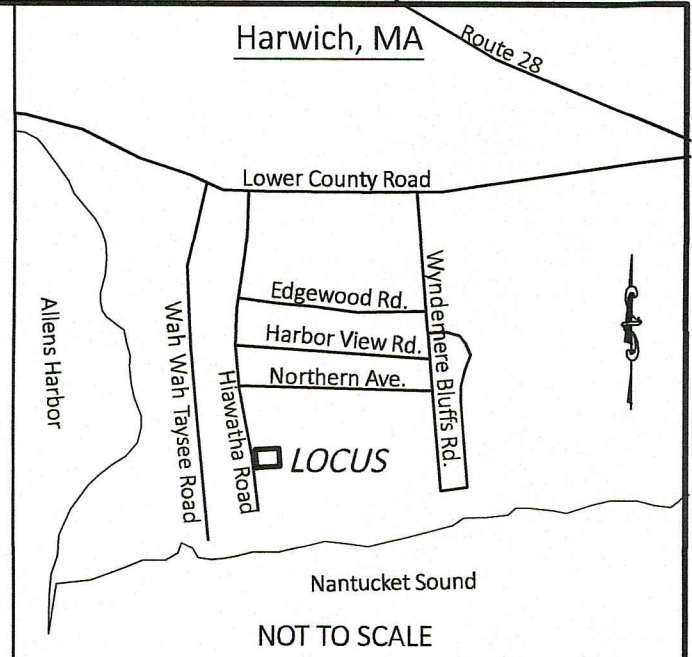 Harwich, MA
Route 28
Lower County Road
Edgewood Rd.
Harbor View Rd.
Northern Ave.
Wyndemere Bluffs Rd.
Allens Harbor
Wah Wah Taysee Road
Hiawatha Road
LOCUS
Nantucket Sound
NOT TO SCALE